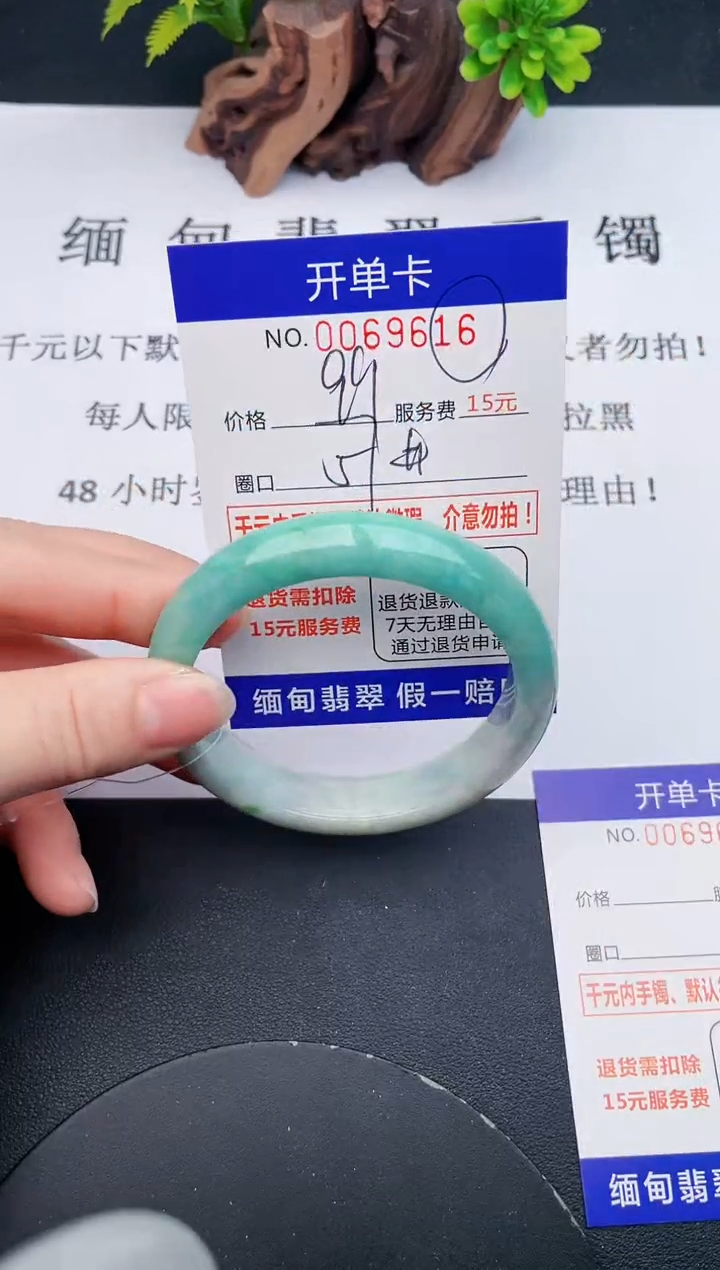 缅甸翡翠手镯
开单卡
NO.0069616
千元以下默
者勿拍！
价格 99 服务费 15元
每人限
拉黑
圈口 57
48 小时
理由！
介意勿拍！
退货需扣除
15元服务费
退货退款
7天无理由
通过退货申请
缅甸翡翠 假一赔
开单卡
NO.0069
价格
圈口
千元内手镯、默认
退货需扣除
15元服务费
缅甸翡翠